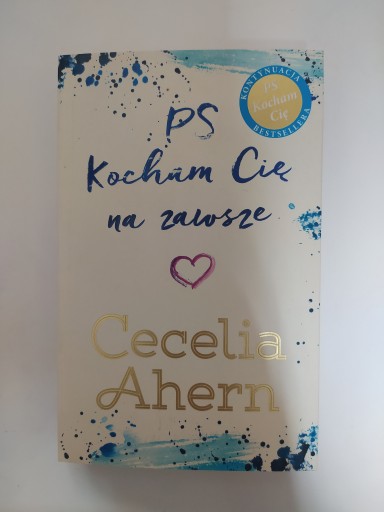 KONTYNUACJA
PS
Kocham
Cię
BESTSELLERA
PS
Kocham Cię
na zawsze
Cecelia
Ahern